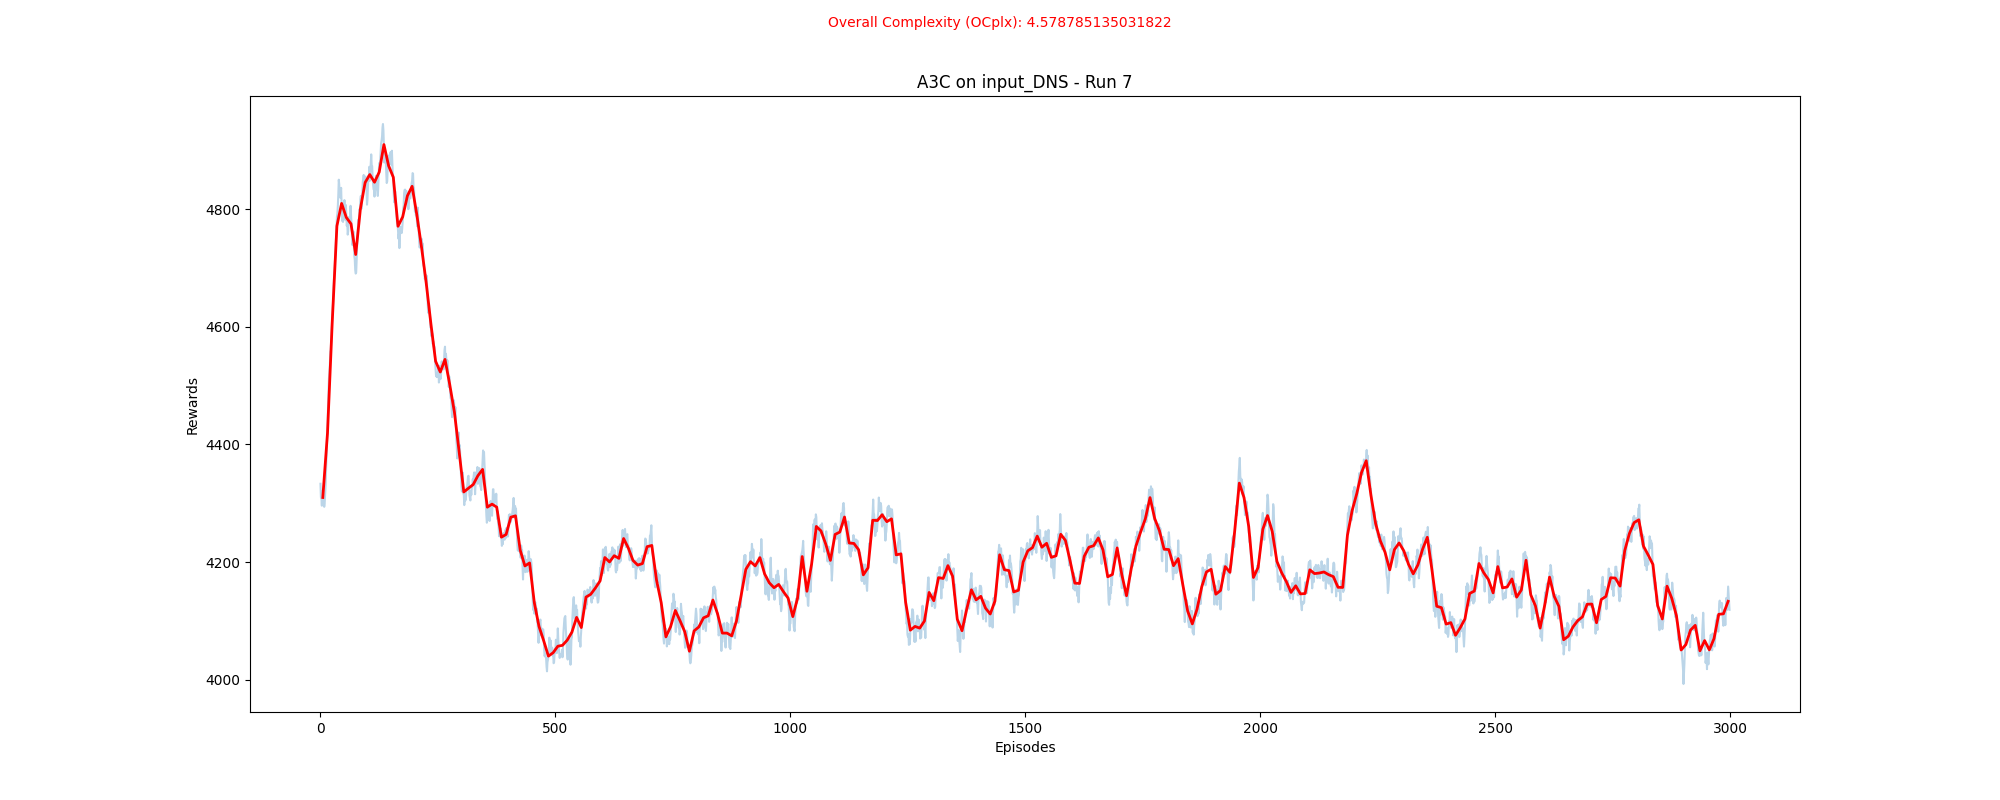 Overall Complexity (OCplx): 4.578785135031822
A3C on input_DNS - Run 7
Rewards
4800
4600
4400
4200
4000
0 500 1000 1500 2000 2500 3000
Episodes